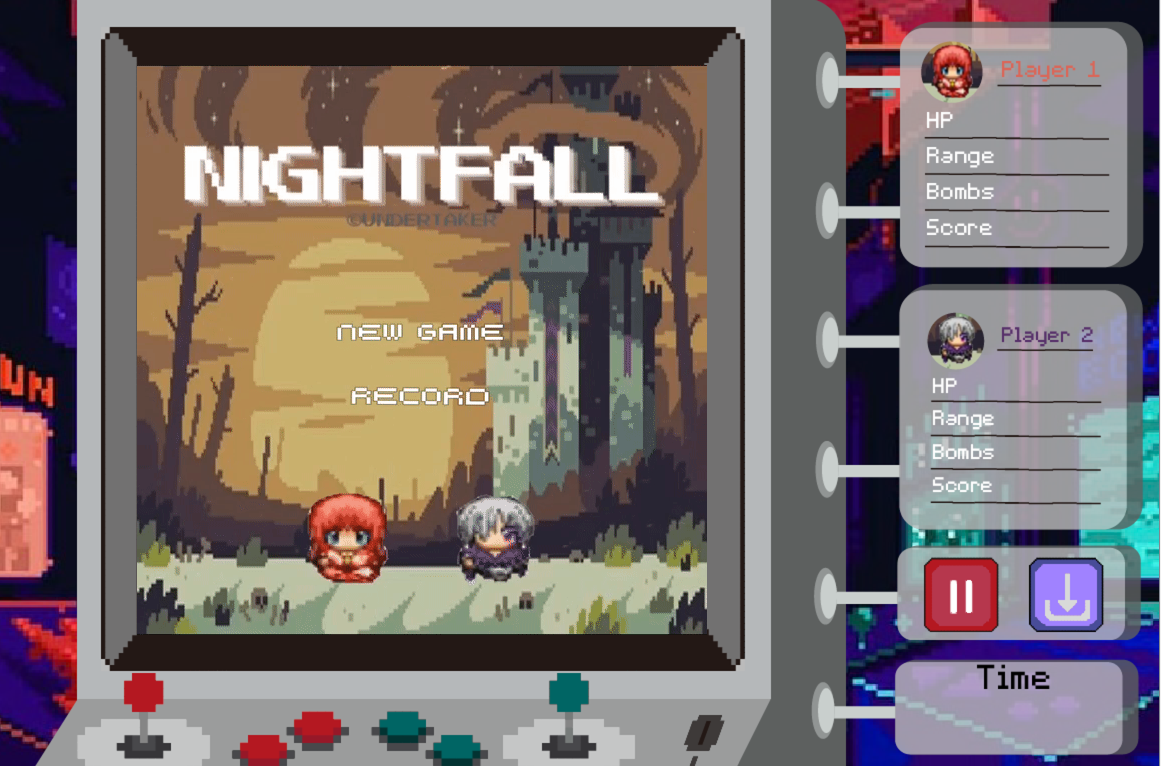 NIGHTFALL
©UNDERTAKER
NEW GAME
RECORD
Player 1
HP
Range
Bombs
Score
Player 2
HP
Range
Bombs
Score
Time